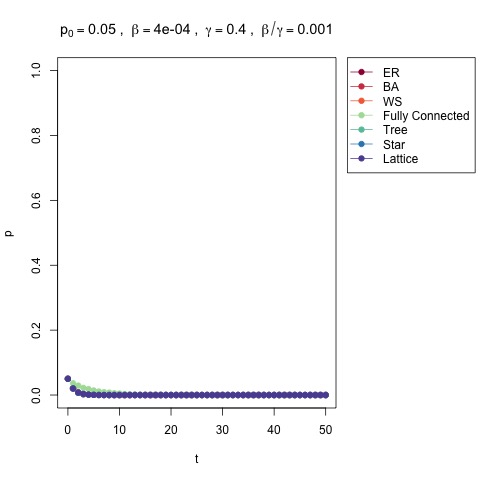 p₀ = 0.05 , β = 4e-04 , γ = 0.4 , β/γ = 0.001
ER
BA
WS
Fully Connected
Tree
Star
Lattice
1.0
0.8
0.6
0.4
0.2
0.0
p
0 10 20 30 40 50
t